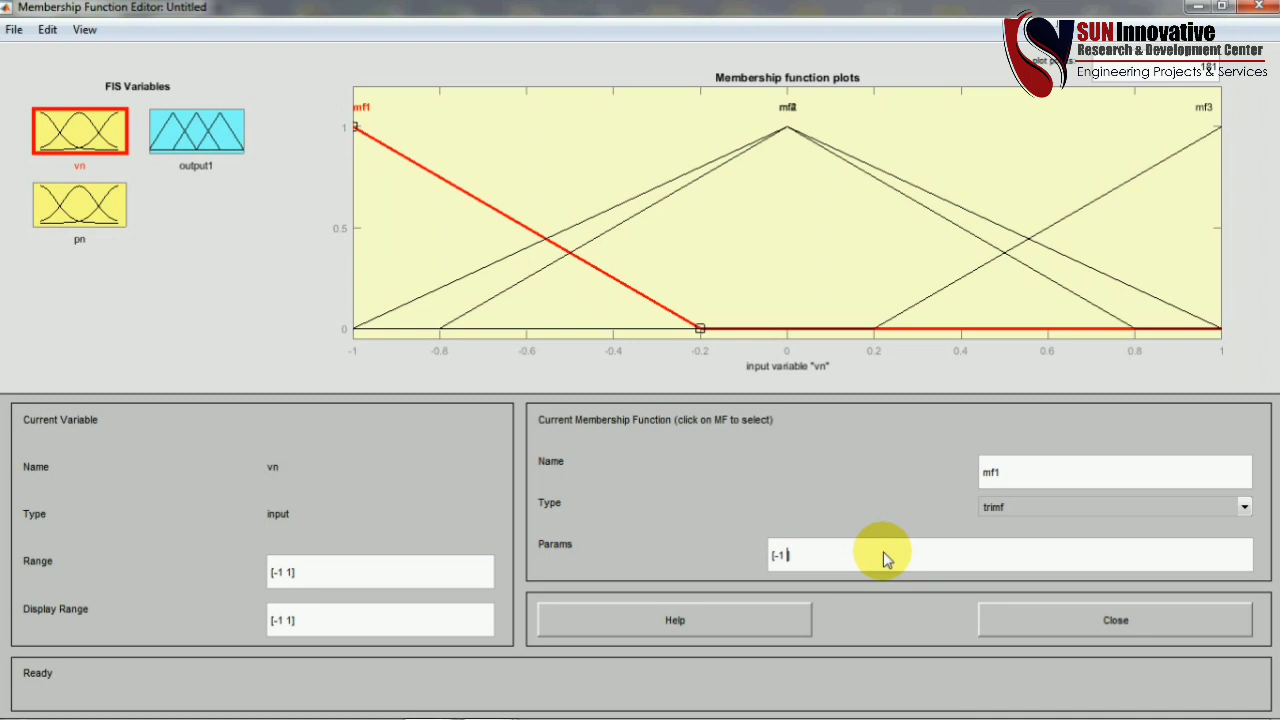 Membership Function Editor: Untitled
File Edit View
SUN Innovative
Research & Development Center
Engineering Projects & Services
plot points:
181
FIS Variables
vn
output1
pn
Membership function plots
mf1
mf3
1
0.5
0
-1 -0.8 -0.6 -0.4 -0.2 0 0.2 0.4 0.6 0.8 1
input variable "vn"
Current Variable
Name vn
Type input
Range [-1 1]
Display Range [-1 1]
Current Membership Function (click on MF to select)
Name mf1
Type trimf
Params [-1 ]
Help Close
Ready